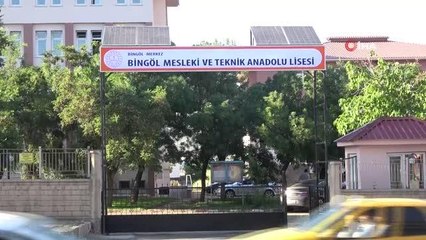 BİNGÖL MERKEZ
BİNGÖL MESLEKİ VE TEKNİK ANADOLU LİSESİ